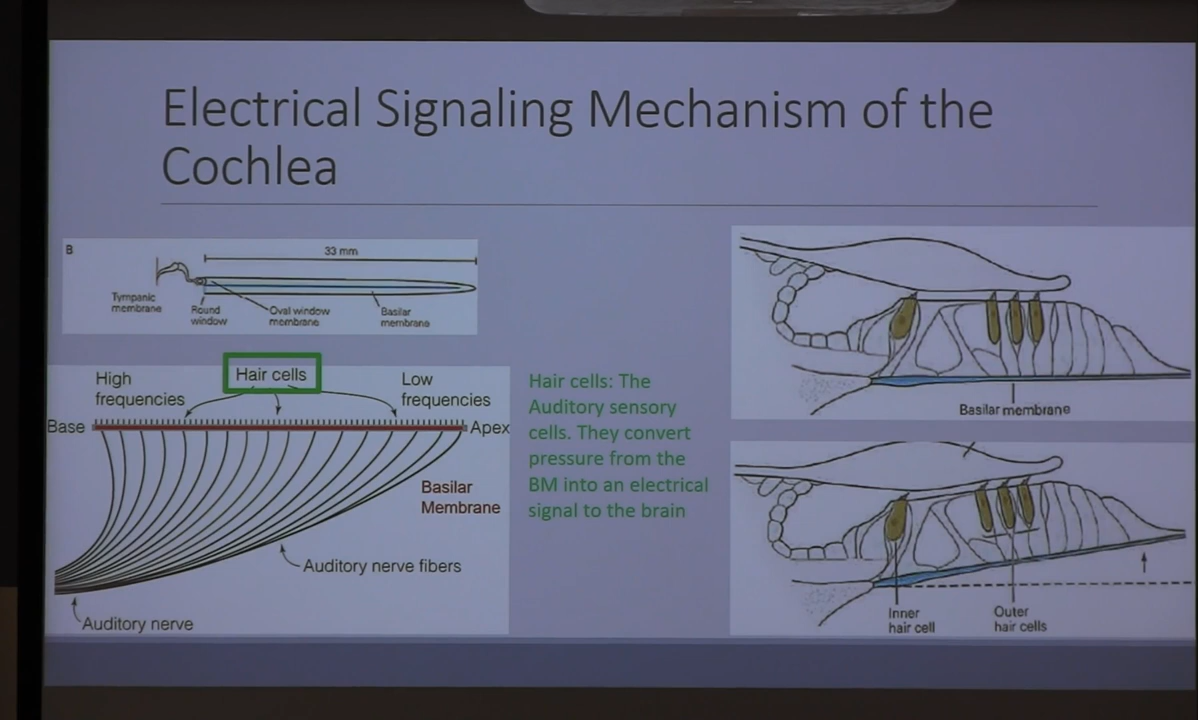 Electrical Signaling Mechanism of the
Cochlea
B
33 mm
Tympanic
membrane
Round
window
Oval window
membrane
Basilar
membrane
High
frequencies
Hair cells
Low
frequencies
Base
Apex
Basilar
Membrane
Auditory nerve fibers
Auditory nerve
Hair cells: The
Auditory sensory
cells. They convert
pressure from the
BM into an electrical
signal to the brain
Basilar membrane
Inner
hair cell
Outer
hair cells